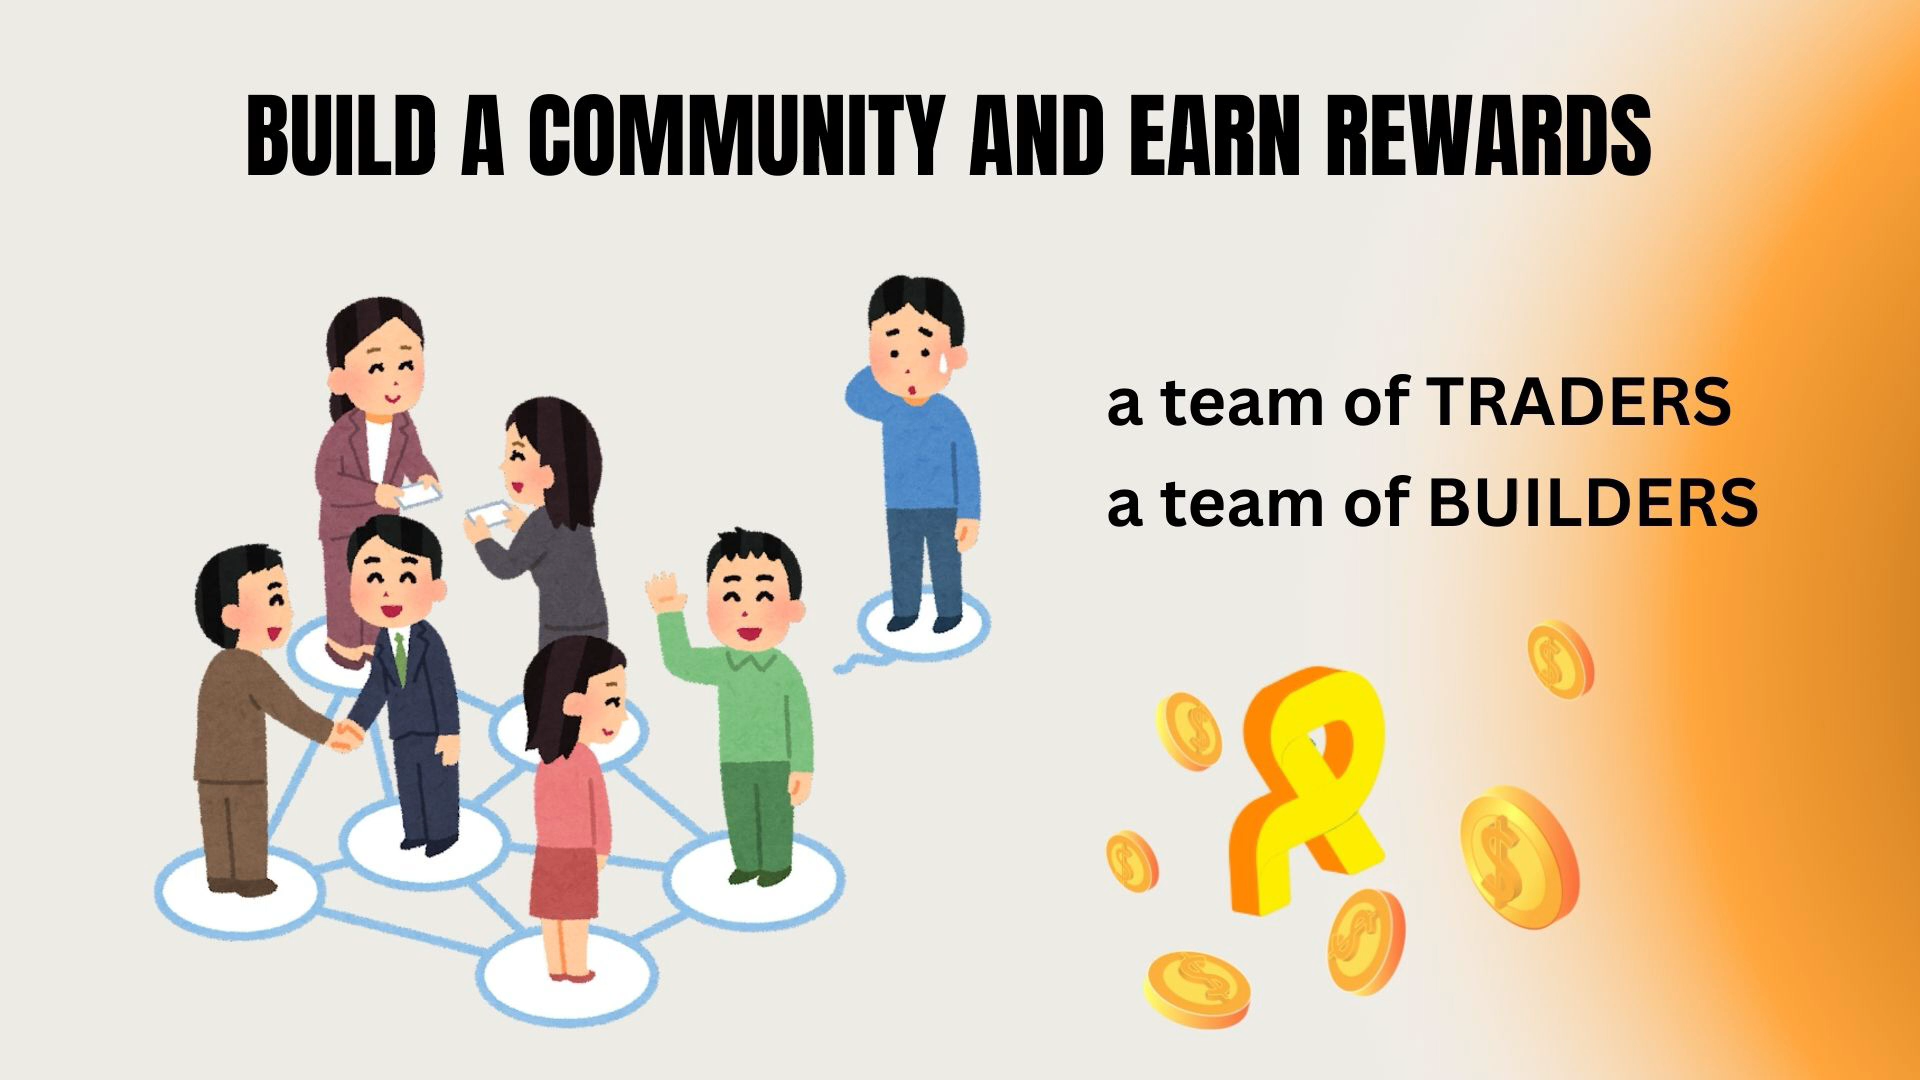 BUILD A COMMUNITY AND EARN REWARDS
a team of TRADERS
a team of BUILDERS